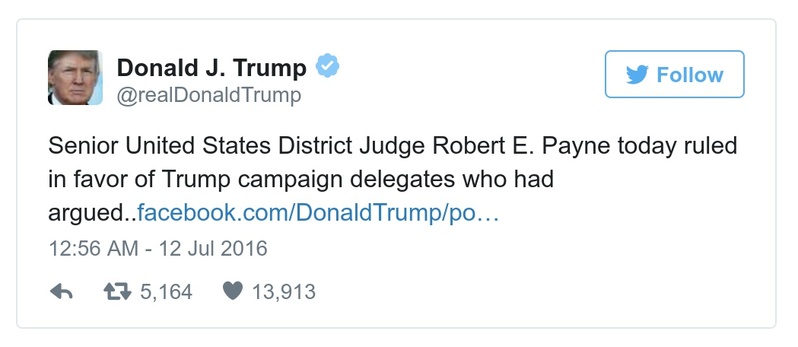 Donald J. Trump
@realDonaldTrump
Follow
Senior United States District Judge Robert E. Payne today ruled
in favor of Trump campaign delegates who had
argued..facebook.com/DonaldTrump/po…
12:56 AM - 12 Jul 2016
5,164 13,913